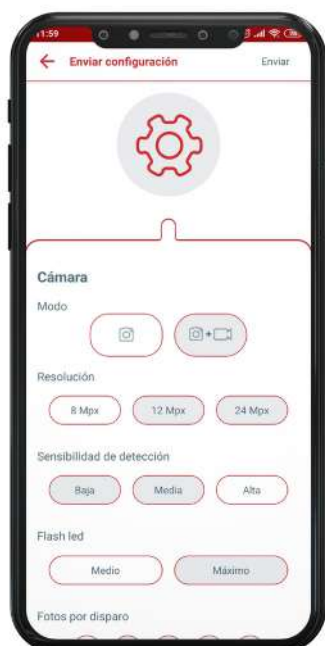 11:59
Enviar configuración Enviar
Cámara
Modo
Resolución
8 Mpx 12 Mpx 24 Mpx
Sensibilidad de detección
Baja Media Alta
Flash led
Medio Máximo
Fotos por disparo